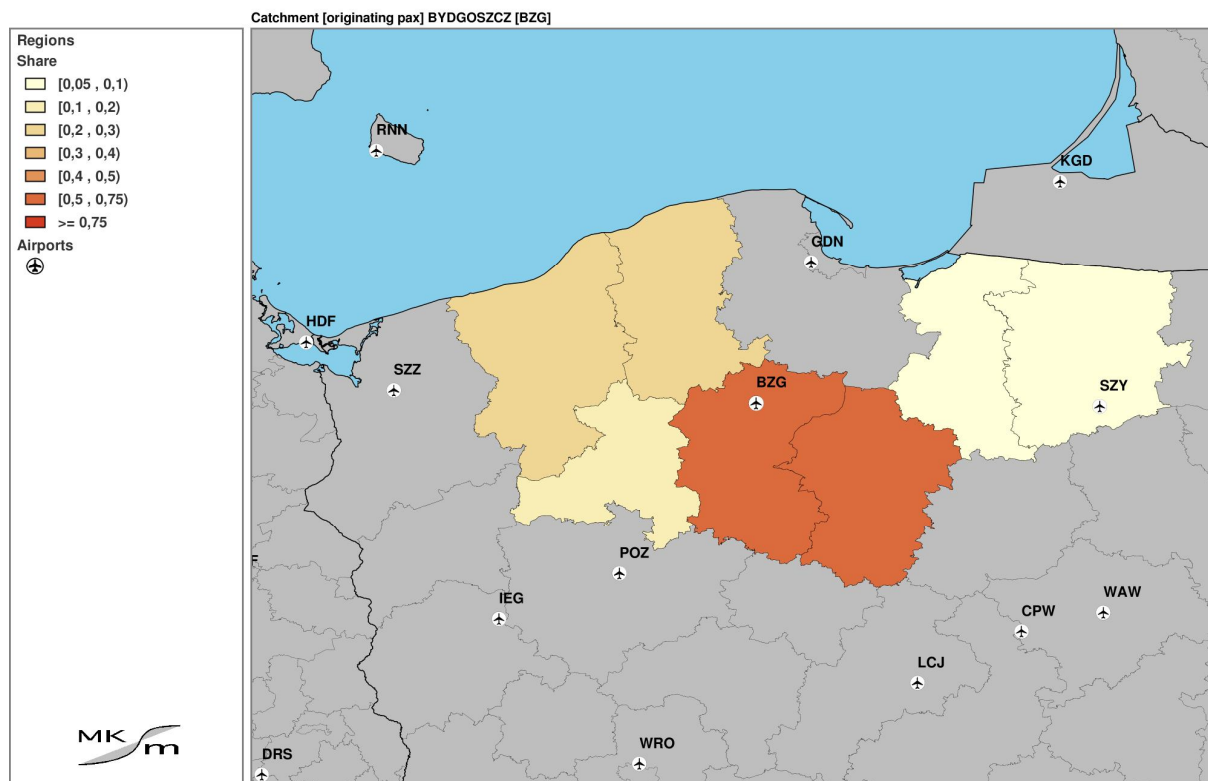 Catchment [originating pax] BYDGOSZCZ [BZG]
Regions
Share
[0,05 , 0,1)
[0,1 , 0,2)
[0,2 , 0,3)
[0,3 , 0,4)
[0,4 , 0,5)
[0,5 , 0,75)
>= 0,75
Airports
RNN
KGD
GDN
HDF
SZZ
BZG
SZY
F
POZ
IEG
WAW
CPW
LCJ
WRO
DRS
MK
m